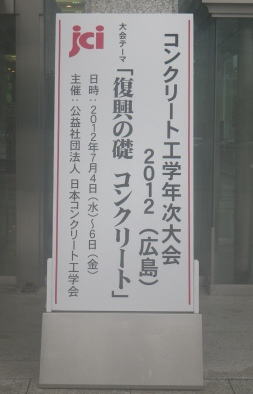 jci
コンクリート工学年次大会
2012（広島）
大会テーマ
「復興の礎 コンクリート」
日時：2012年7月4日（水）～6日（金）
主催：公益社団法人 日本コンクリート工学会